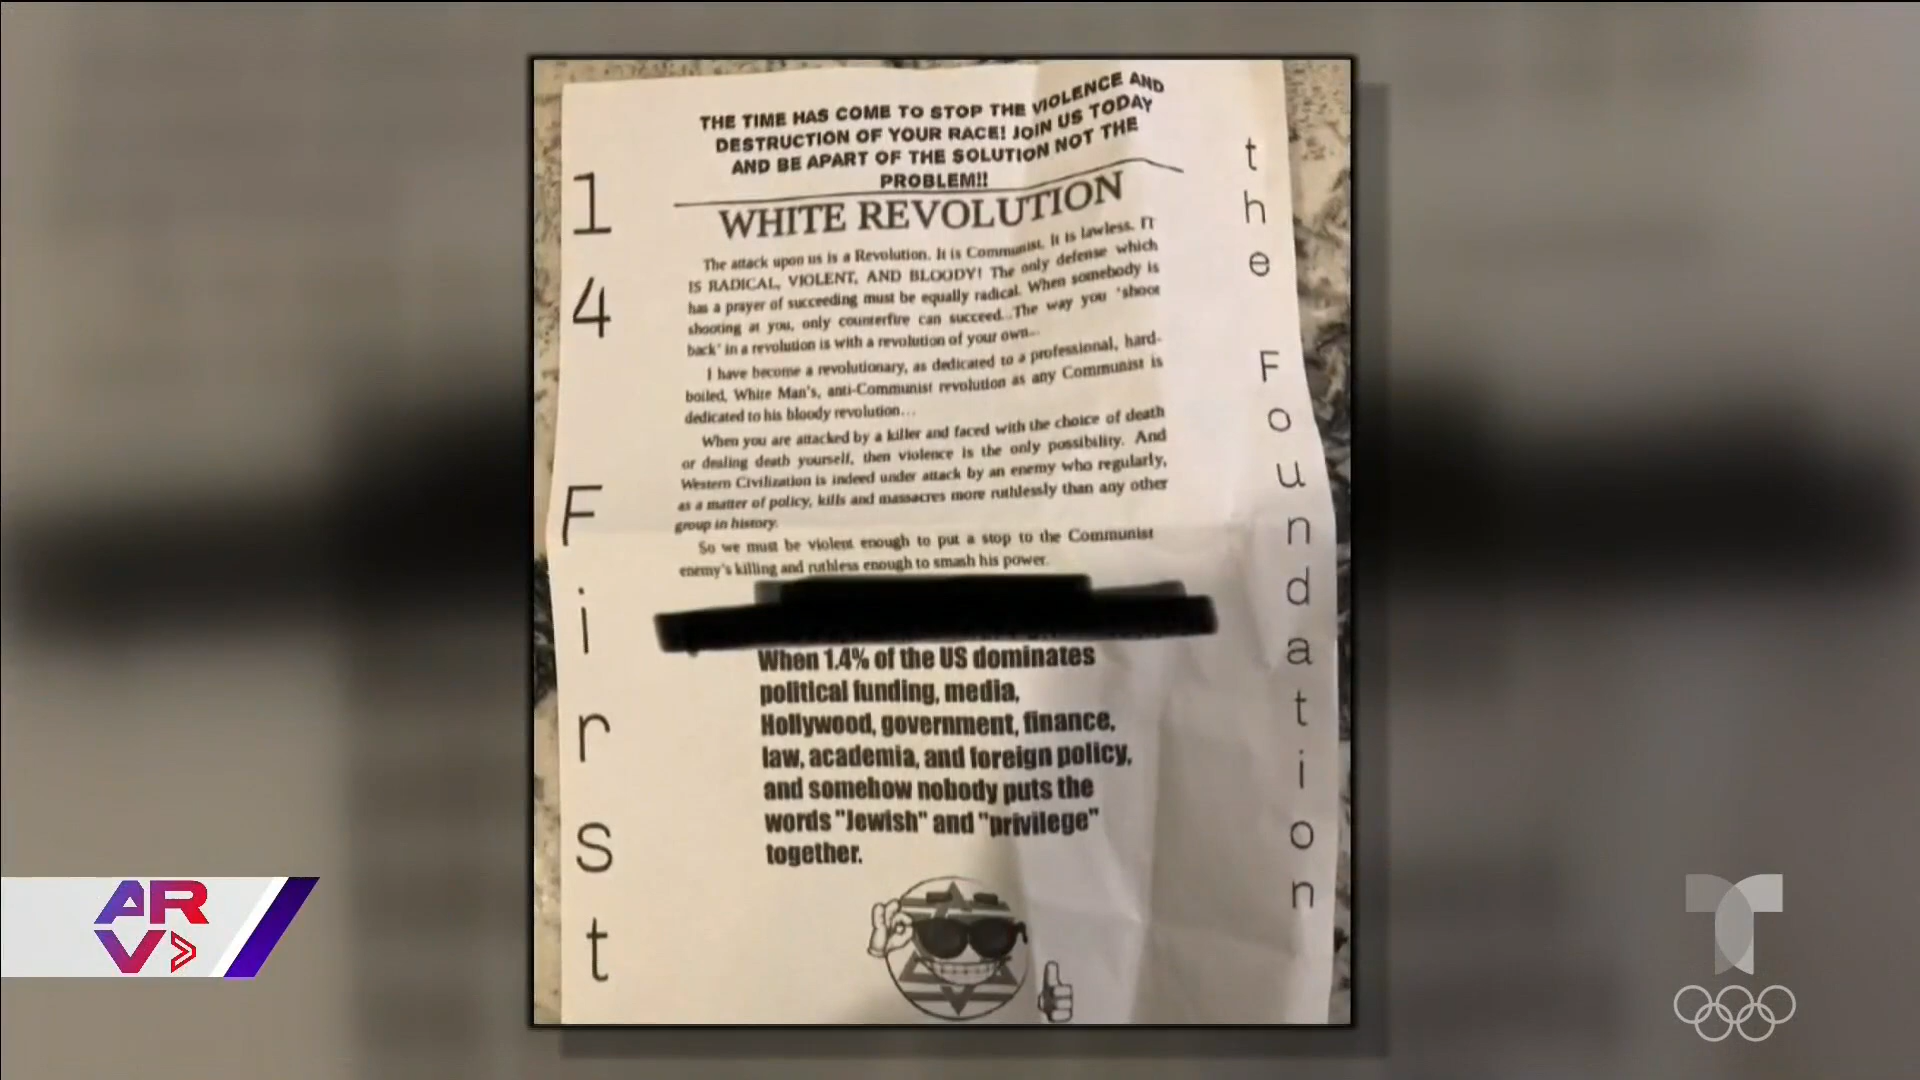 THE TIME HAS COME TO STOP THE VIOLENCE AND
DESTRUCTION OF YOUR RACE! JOIN US TODAY
AND BE APART OF THE SOLUTION NOT THE
PROBLEM!!
WHITE REVOLUTION
The attack upon us is a Revolution. It is Communist. It is lawless. IT
IS RADICAL, VIOLENT, AND BLOODY! The only defense which
has a prayer of succeeding must be equally radical. When somebody is
shooting at you, only counterfire can succeed...The way you 'shoot
back' in a revolution is with a revolution of your own...
I have become a revolutionary, as dedicated to a professional, hard-
boiled, White Man's, anti-Communist revolution as any Communist is
dedicated to his bloody revolution...
When you are attacked by a killer and faced with the choice of death
or dealing death yourself, then violence is the only possibility. And
Western Civilization is indeed under attack by an enemy who regularly,
as a matter of policy, kills and massacres more ruthlessly than any other
group in history.
So we must be violent enough to put a stop to the Communist
enemy's killing and ruthless enough to smash his power.
When 1.4% of the US dominates
political funding, media,
Hollywood, government, finance,
law, academia, and foreign policy,
and somehow nobody puts the
words "Jewish" and "privilege"
together.
14 First
the Foundation
ARV
T